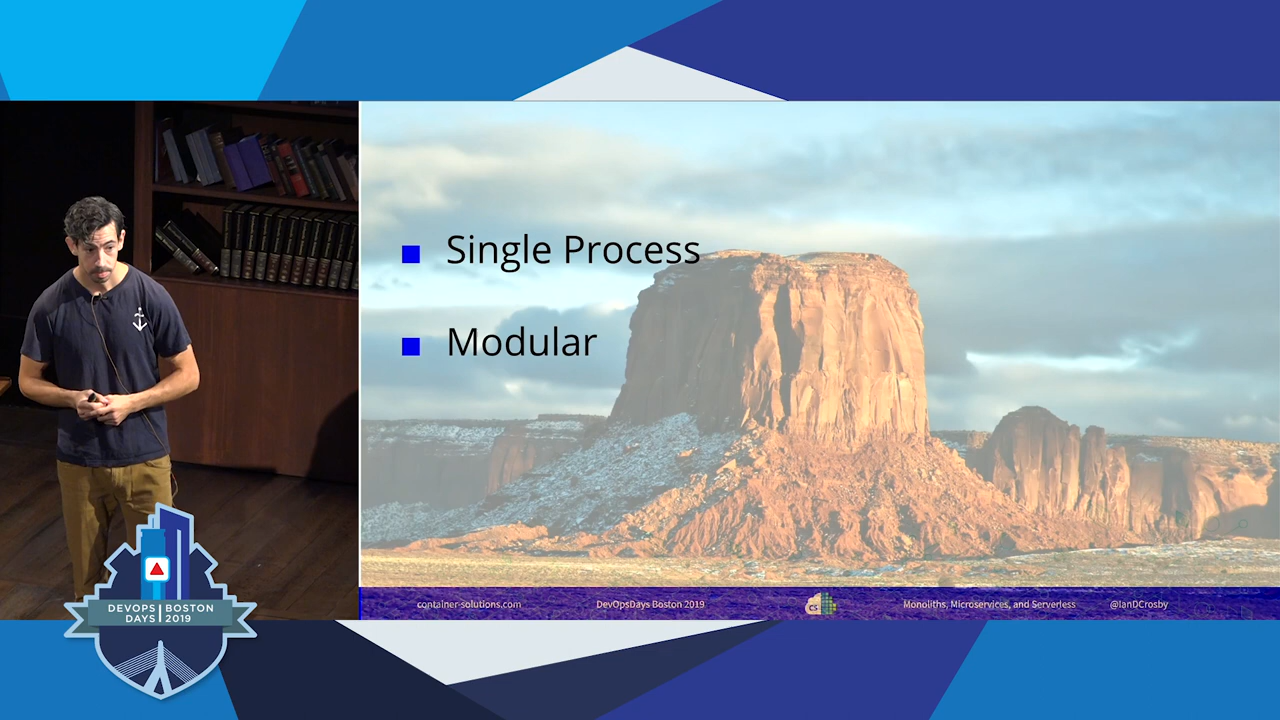 Single Process
Modular
container-solutions.com
DevOpsDays Boston 2019
CS
Monoliths, Microservices, and Serverless
@IanDCrosby
DEVOPS BOSTON
DAYS 2019